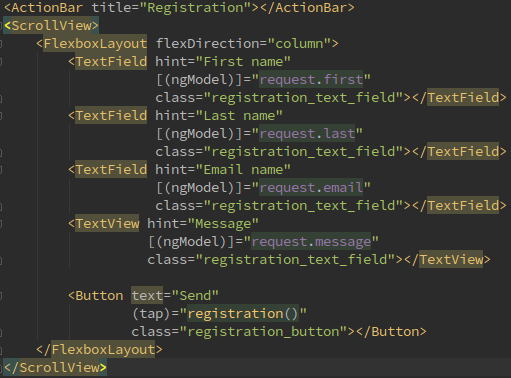 <ActionBar title="Registration"></ActionBar>
<ScrollView>
    <FlexboxLayout flexDirection="column">
        <TextField hint="First name"
                   [(ngModel)]="request.first"
                   class="registration_text_field"></TextField>
        <TextField hint="Last name"
                   [(ngModel)]="request.last"
                   class="registration_text_field"></TextField>
        <TextField hint="Email name"
                   [(ngModel)]="request.email"
                   class="registration_text_field"></TextField>
        <TextView hint="Message"
                  [(ngModel)]="request.message"
                  class="registration_text_field"></TextView>

        <Button text="Send"
                (tap)="registration()"
                class="registration_button"></Button>
    </FlexboxLayout>
</ScrollView>